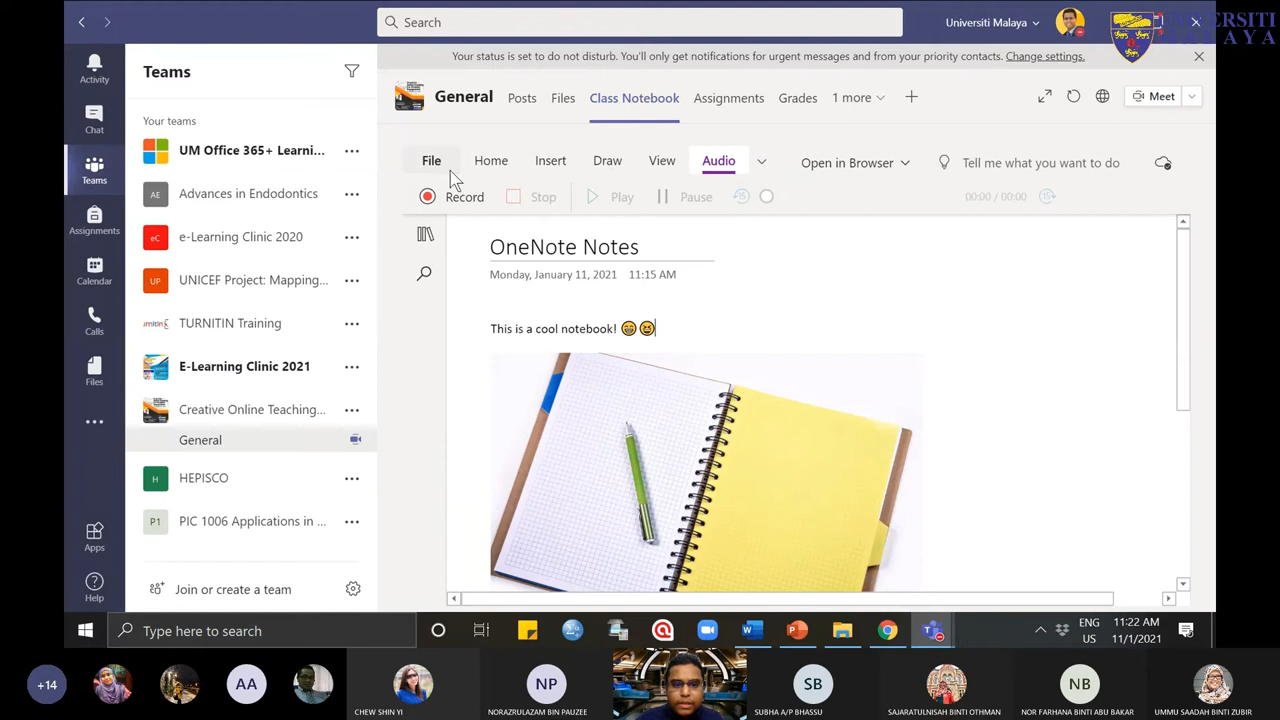 Search
Universiti Malaya
UNIVERSITI
MALAYA
Your status is set to do not disturb. You'll only get notifications for urgent messages and from your priority contacts. Change settings.
Activity
Chat
Teams
Assignments
Calendar
Calls
Files
Apps
Help
Teams
Your teams
UM Office 365+ Learni...
AE Advances in Endodontics
eC e-Learning Clinic 2020
UP UNICEF Project: Mapping...
TURNITIN Training
E-Learning Clinic 2021
Creative Online Teaching...
General
H HEPISCO
P1 PIC 1006 Applications in ...
Join or create a team
General Posts Files Class Notebook Assignments Grades 1 more Meet
File Home Insert Draw View Audio Open in Browser Tell me what you want to do
Record Stop Play Pause 00:00 / 00:00
OneNote Notes
Monday, January 11, 2021 11:15 AM
This is a cool notebook! 😁😆
Type here to search
ENG
US
11:22 AM
11/1/2021
+14
AA
CHEW SHIN YI
NP
NORAZRULAZAM BIN PAUZEE
SB
SUBHA A/P BHASSU
SAJARATULNISAH BINTI OTHMAN
NB
NOR FARHANA BINTI ABU BAKAR
UMMU SAADAH BINTI ZUBIR